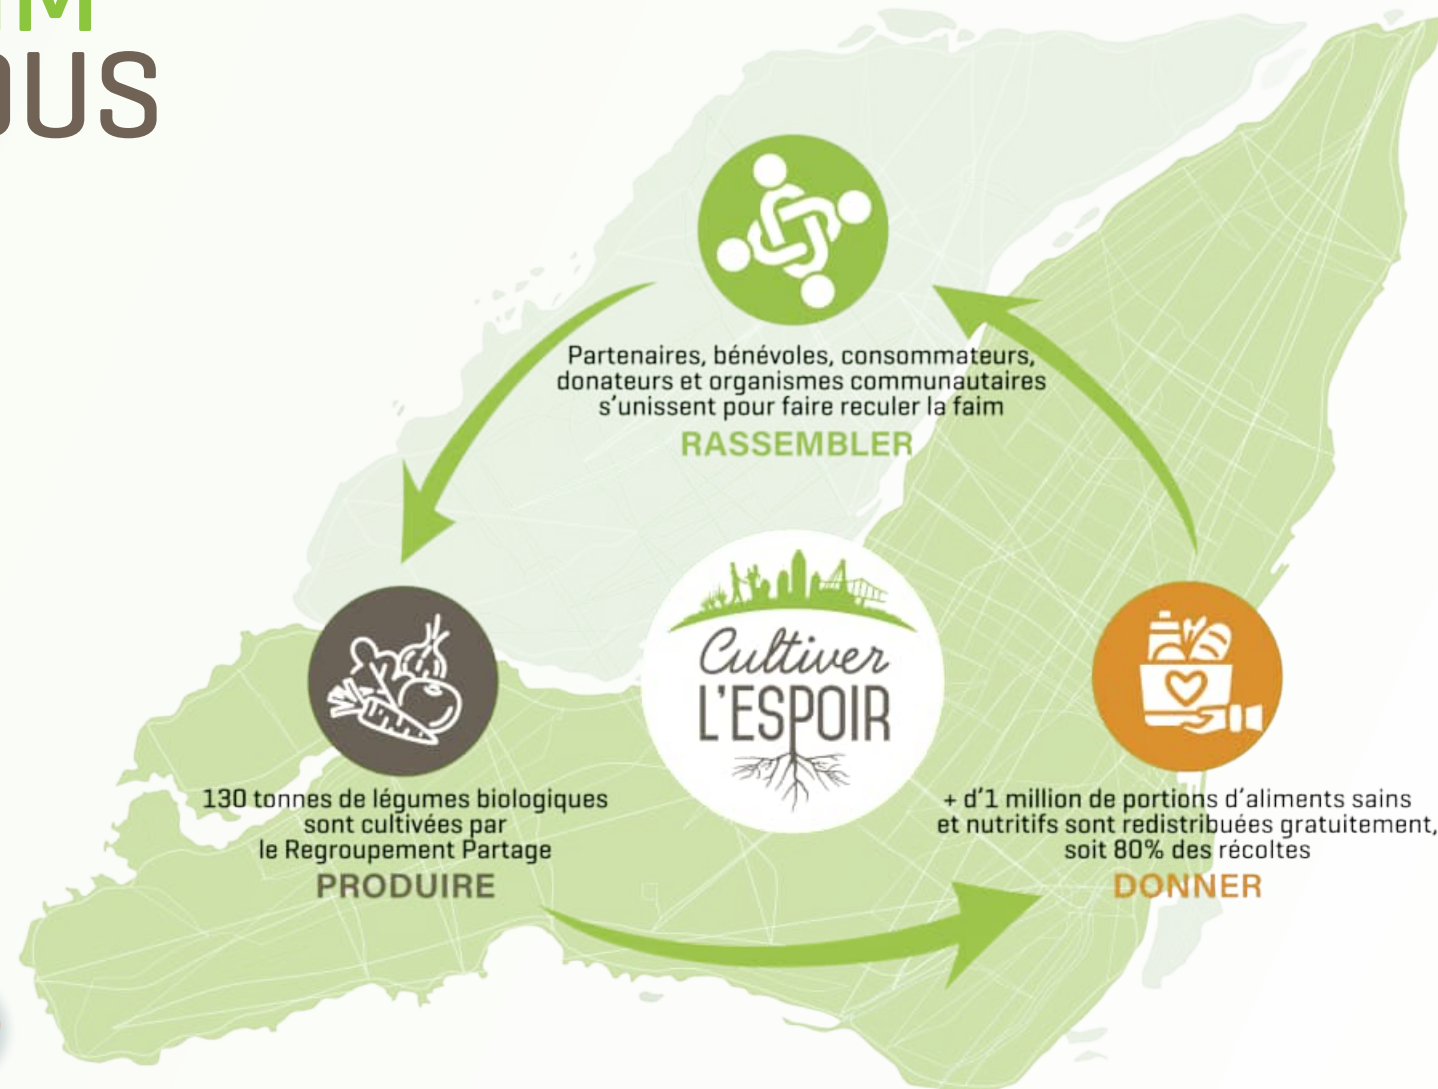 OUS
Partenaires, bénévoles, consommateurs,
donateurs et organismes communautaires
s'unissent pour faire reculer la faim
RASSEMBLER
Cultiver
L'ESPOIR
130 tonnes de légumes biologiques
sont cultivées par
le Regroupement Partage
PRODUIRE
+ d'1 million de portions d'aliments sains
et nutritifs sont redistribuées gratuitement,
soit 80% des récoltes
DONNER